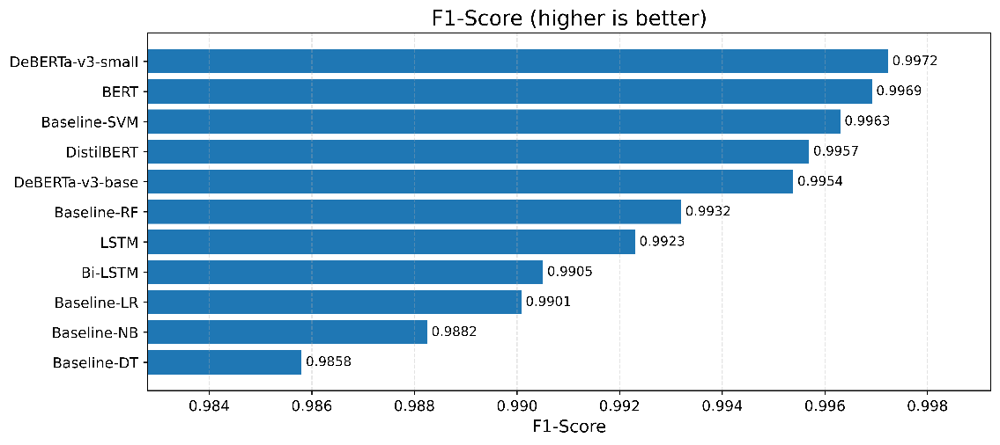 F1-Score (higher is better)
DeBERTa-v3-small 0.9972
BERT 0.9969
Baseline-SVM 0.9963
DistilBERT 0.9957
DeBERTa-v3-base 0.9954
Baseline-RF 0.9932
LSTM 0.9923
Bi-LSTM 0.9905
Baseline-LR 0.9901
Baseline-NB 0.9882
Baseline-DT 0.9858
0.984 0.986 0.988 0.990 0.992 0.994 0.996 0.998
F1-Score